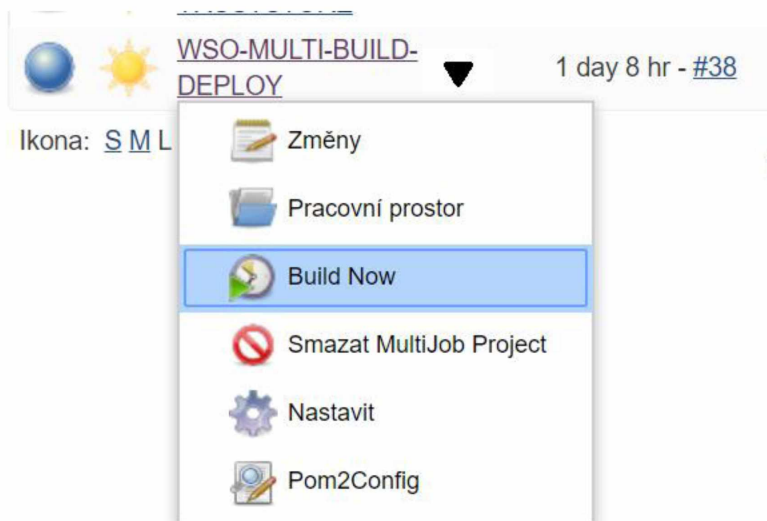 WSO-MULTI-BUILD-
DEPLOY
1 day 8 hr - #38
Ikona: S M L
Změny
Pracovní prostor
Build Now
Smazat MultiJob Project
Nastavit
Pom2Config